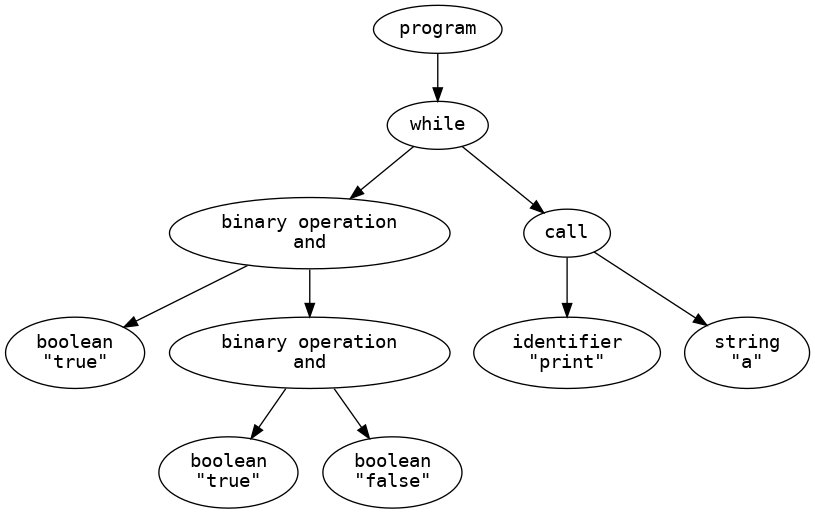 program
while
binary operation
and
call
boolean
"true"
binary operation
and
identifier
"print"
string
"a"
boolean
"true"
boolean
"false"